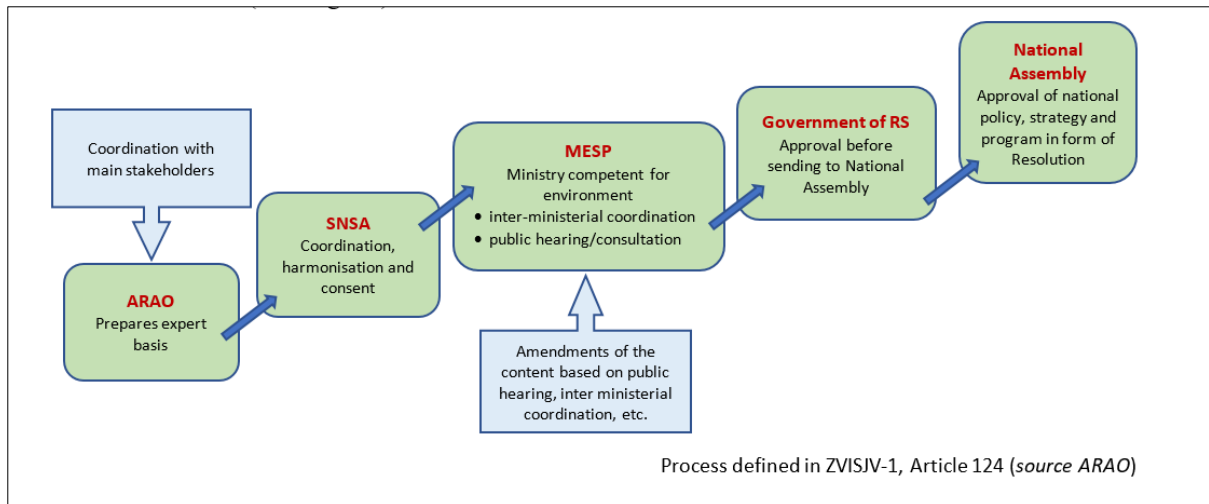 Coordination with
main stakeholders
ARAO
Prepares expert
basis
SNSA
Coordination,
harmonisation and
consent
MESP
Ministry competent for
environment
• inter-ministerial coordination
• public hearing/consultation
Amendments of the
content based on public
hearing, inter ministerial
coordination, etc.
Government of RS
Approval before
sending to National
Assembly
National
Assembly
Approval of national
policy, strategy and
program in form of
Resolution
Process defined in ZVISJV-1, Article 124 (source ARAO)